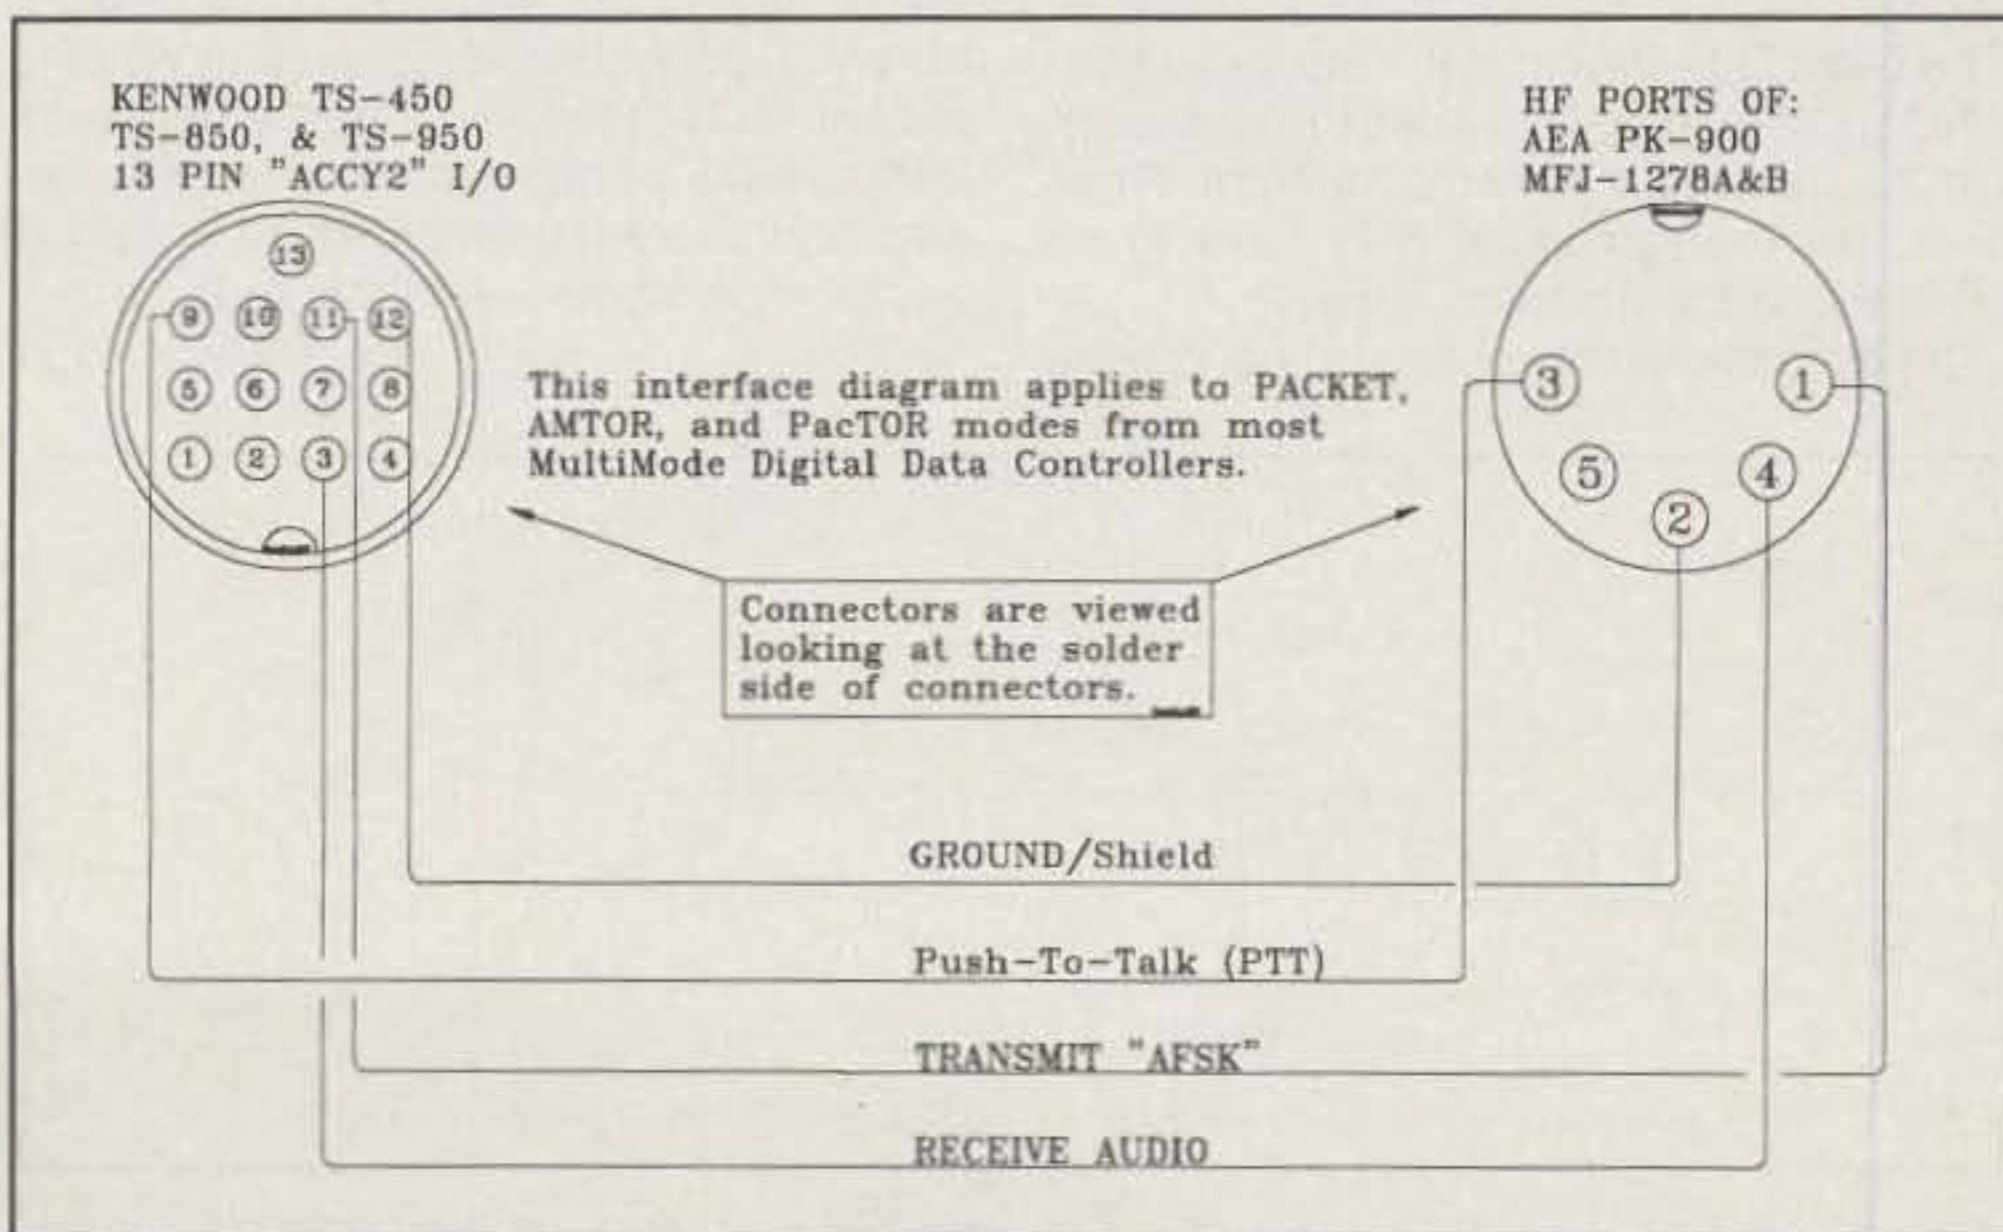 KENWOOD TS-450
TS-850, & TS-950
13 PIN "ACCY2" I/O
HF PORTS OF:
AEA PK-900
MFJ-1278A&B
13
9 10 11 12
5 6 7 8
1 2 3 4
3 1
5 4
2
This interface diagram applies to PACKET,
AMTOR, and PacTOR modes from most
MultiMode Digital Data Controllers.
Connectors are viewed
looking at the solder
side of connectors.
GROUND/Shield
Push-To-Talk (PTT)
TRANSMIT "AFSK"
RECEIVE AUDIO